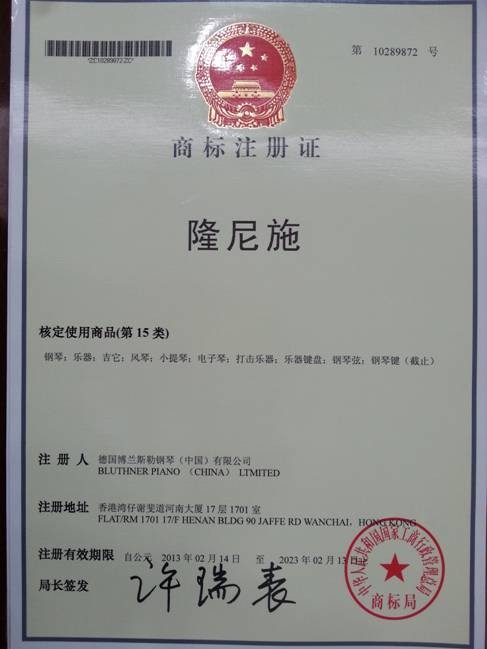 第 10289872 号
*ZC10289872ZC*
商标注册证
隆尼施
核定使用商品(第 15 类)
钢琴；乐器；吉它；风琴；小提琴；电子琴；打击乐器；乐器键盘；钢琴弦；钢琴键（截止）
注 册 人 德国博兰斯勒钢琴（中国）有限公司
BLUTHNER PIANO （CHINA） LTMITED
注册地址 香港湾仔谢斐道河南大厦 17 层 1701 室
FLAT/RM 1701 17/F HENAN BLDG 90 JAFFE RD WANCHAI，HONG KONG
注册有效期限 自公元 2013 年 02 月 14 日 至 2023 年 02 月 13 日止
局长签发 许瑞表
中华人民共和国国家工商行政管理总局
商标局